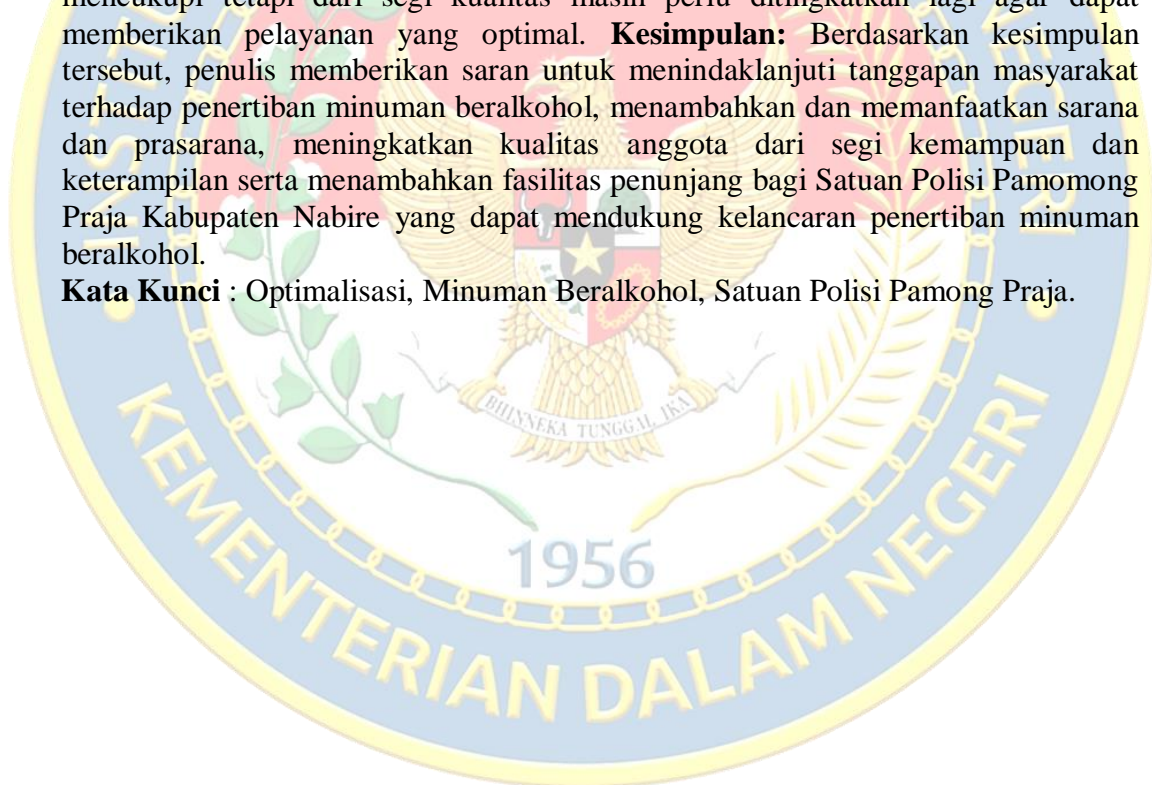 mencukupi tetapi dari segi kualitas masih perlu ditingkatkan lagi agar dapat
memberikan pelayanan yang optimal. Kesimpulan: Berdasarkan kesimpulan
tersebut, penulis memberikan saran untuk menindaklanjuti tanggapan masyarakat
terhadap penertiban minuman beralkohol, menambahkan dan memanfaatkan sarana
dan prasarana, meningkatkan kualitas anggota dari segi kemampuan dan
keterampilan serta menambahkan fasilitas penunjang bagi Satuan Polisi Pamomong
Praja Kabupaten Nabire yang dapat mendukung kelancaran penertiban minuman
beralkohol.
Kata Kunci : Optimalisasi, Minuman Beralkohol, Satuan Polisi Pamong Praja.
BHINNEKA TUNGGAL IKA
1956
KEMENTERIAN DALAM NEGERI